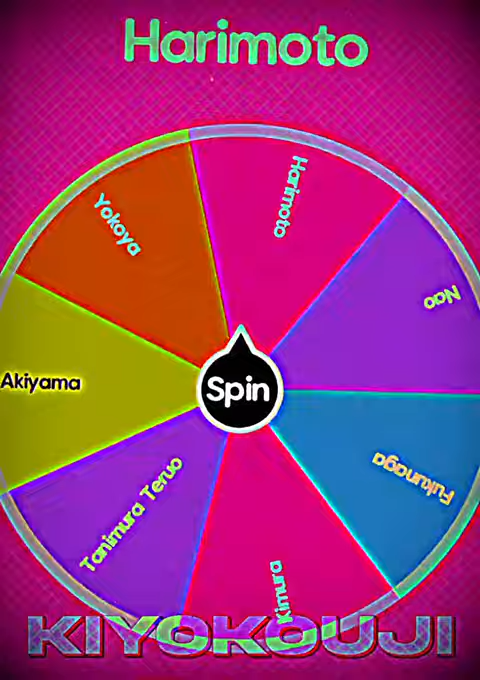 Harimoto
Harimoto
Yokoya
Nao
Akiyama
Spin
Fukunaga
Tanimura Teruo
Kimura
KIYOKOUJI